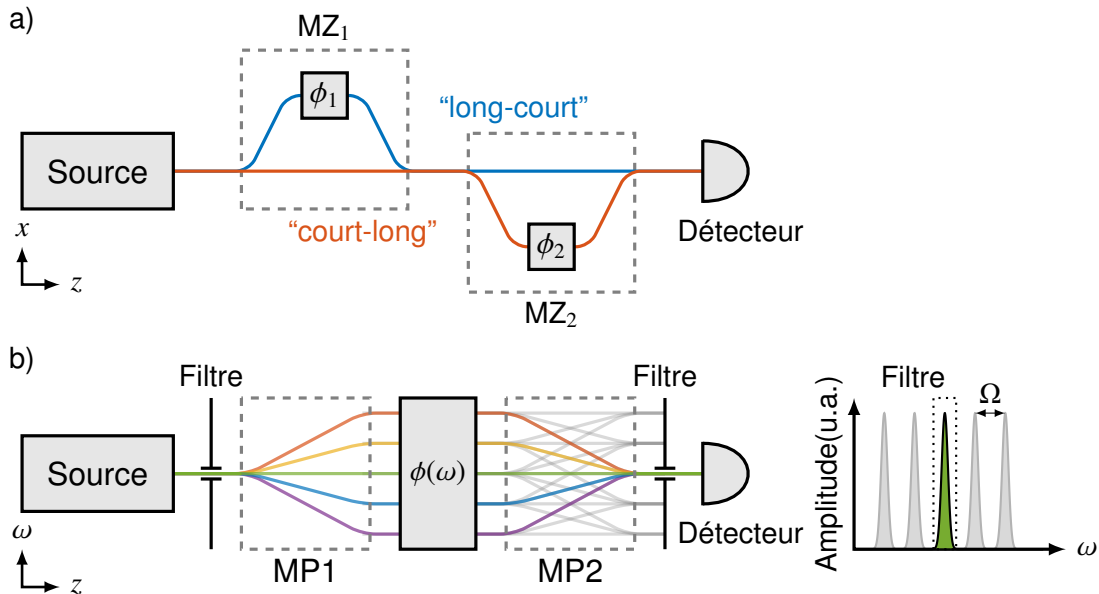 a)
MZ₁
ϕ₁
“long-court”
Source
“court-long”
ϕ₂
Détecteur
x
z
MZ₂
b)
Filtre
Filtre
Filtre
Ω
Source
ϕ(ω)
Détecteur
Amplitude(u.a.)
ω
ω
z
MP1
MP2